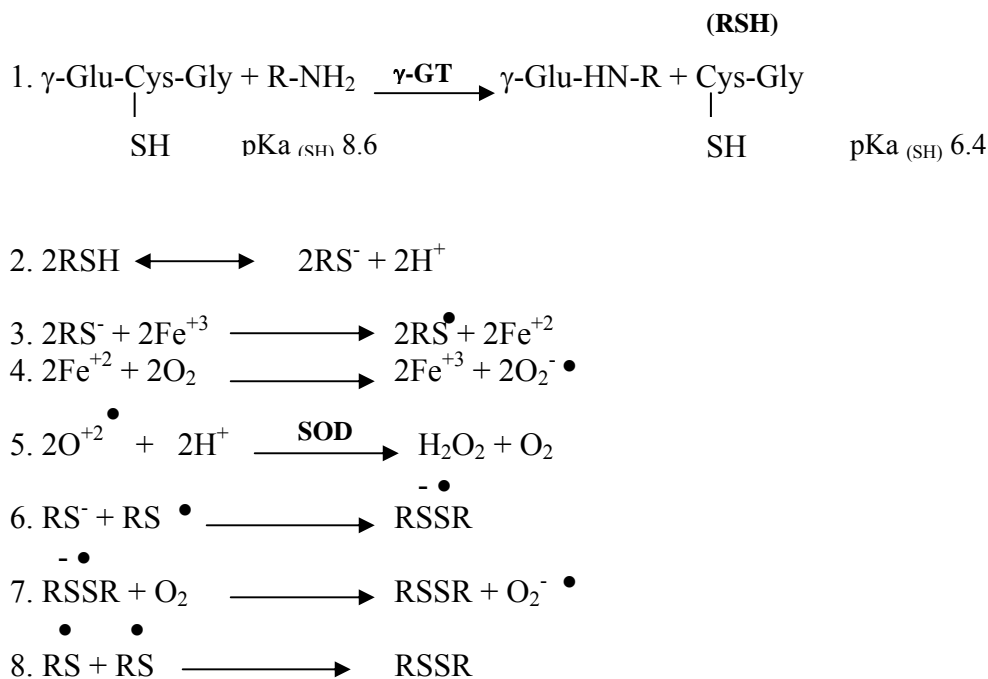 (RSH)
1. γ-Glu-Cys-Gly + R-NH₂ γ-GT γ-Glu-HN-R + Cys-Gly
SH pKa (SH) 8.6 SH pKa (SH) 6.4
2. 2RSH ⟷ 2RS⁻ + 2H⁺
3. 2RS⁻ + 2Fe⁺³ ⟶ 2RS• + 2Fe⁺²
4. 2Fe⁺² + 2O₂ ⟶ 2Fe⁺³ + 2O₂⁻•
5. 2O⁺²• + 2H⁺ SOD ⟶ H₂O₂ + O₂
- •
6. RS⁻ + RS • ⟶ RSSR
- •
7. RSSR + O₂ ⟶ RSSR + O₂⁻ •
• •
8. RS + RS ⟶ RSSR